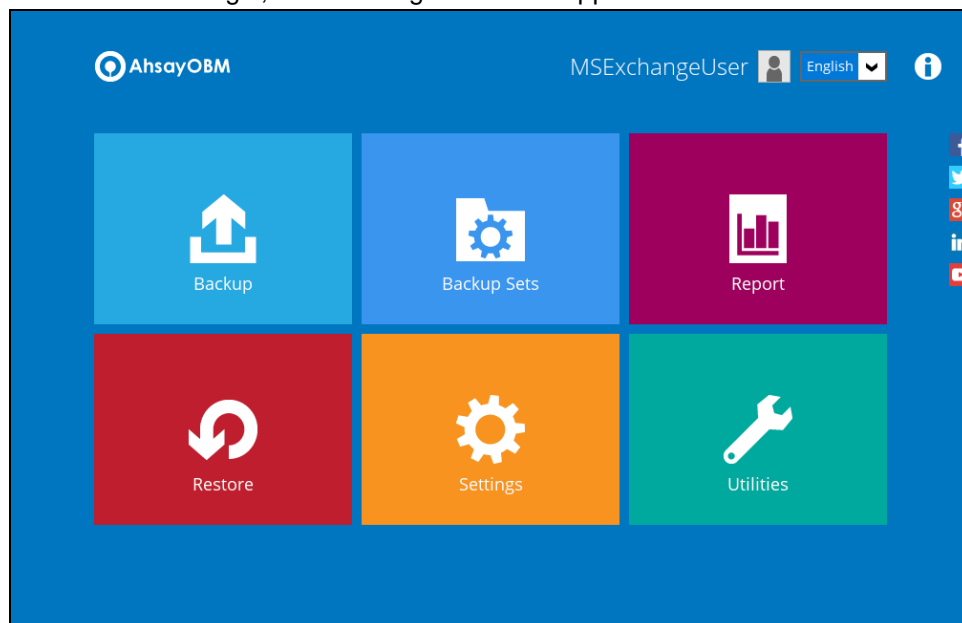 AhsayOBM
MSExchangeUser
English
Backup
Backup Sets
Report
Restore
Settings
Utilities